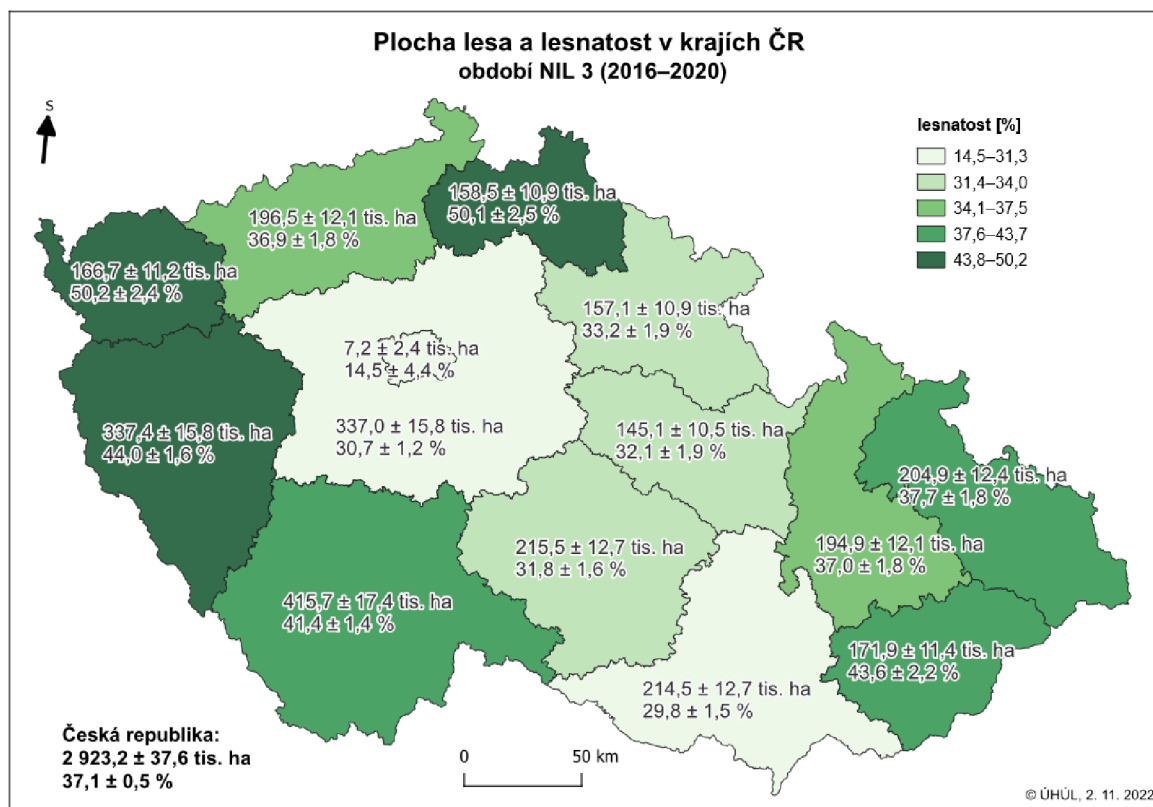 Plocha lesa a lesnatost v krajích ČR
období NIL 3 (2016–2020)
S
lesnatost [%]
14,5–31,3
31,4–34,0
34,1–37,5
37,6–43,7
43,8–50,2
158,5 ± 10,9 tis. ha
50,1 ± 2,5 %
196,5 ± 12,1 tis. ha
36,9 ± 1,8 %
166,7 ± 11,2 tis. ha
50,2 ± 2,4 %
157,1 ± 10,9 tis. ha
33,2 ± 1,9 %
7,2 ± 2,4 tis. ha
14,5 ± 4,4 %
337,4 ± 15,8 tis. ha
44,0 ± 1,6 %
337,0 ± 15,8 tis. ha
30,7 ± 1,2 %
145,1 ± 10,5 tis. ha
32,1 ± 1,9 %
204,9 ± 12,4 tis. ha
37,7 ± 1,8 %
215,5 ± 12,7 tis. ha
31,8 ± 1,6 %
194,9 ± 12,1 tis. ha
37,0 ± 1,8 %
415,7 ± 17,4 tis. ha
41,4 ± 1,4 %
171,9 ± 11,4 tis. ha
43,6 ± 2,2 %
214,5 ± 12,7 tis. ha
29,8 ± 1,5 %
Česká republika:
2 923,2 ± 37,6 tis. ha
37,1 ± 0,5 %
0 50 km
© ÚHÚL, 2. 11. 2022